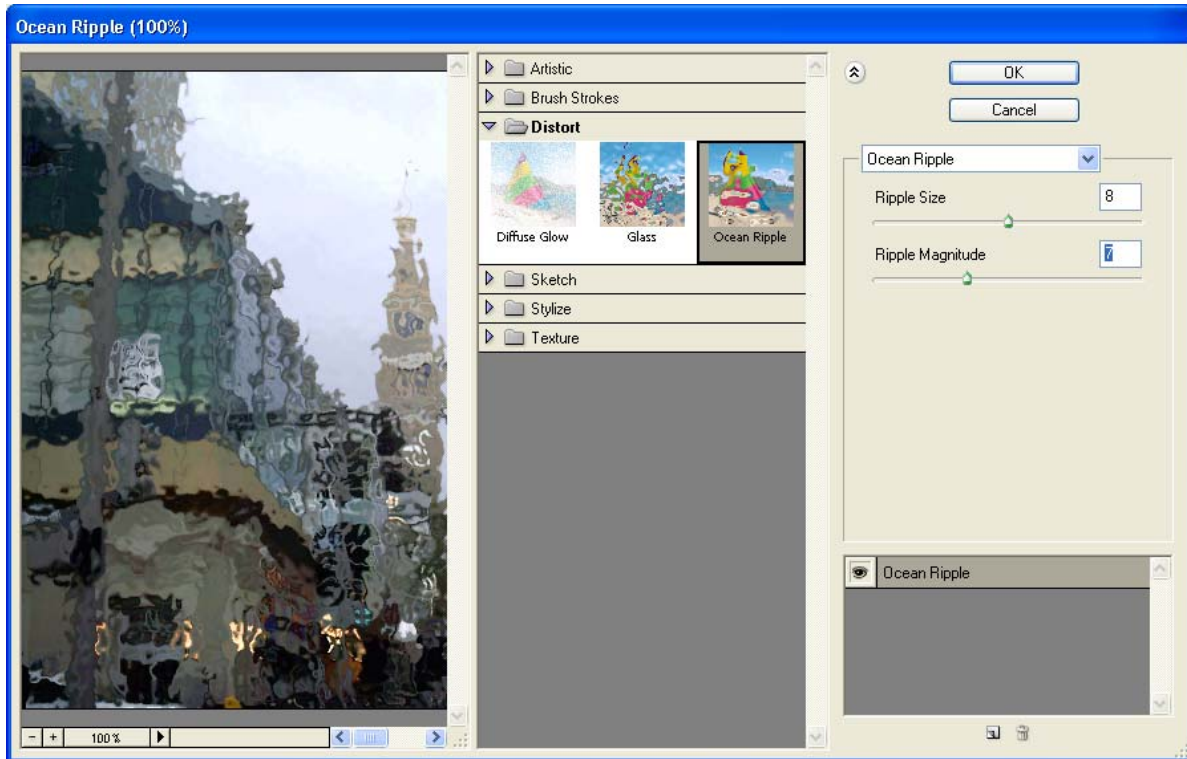 Ocean Ripple (100%)
Artistic
Brush Strokes
Distort
Diffuse Glow
Glass
Ocean Ripple
Sketch
Stylize
Texture
OK
Cancel
Ocean Ripple
Ripple Size 8
Ripple Magnitude 7
Ocean Ripple
- + 100%